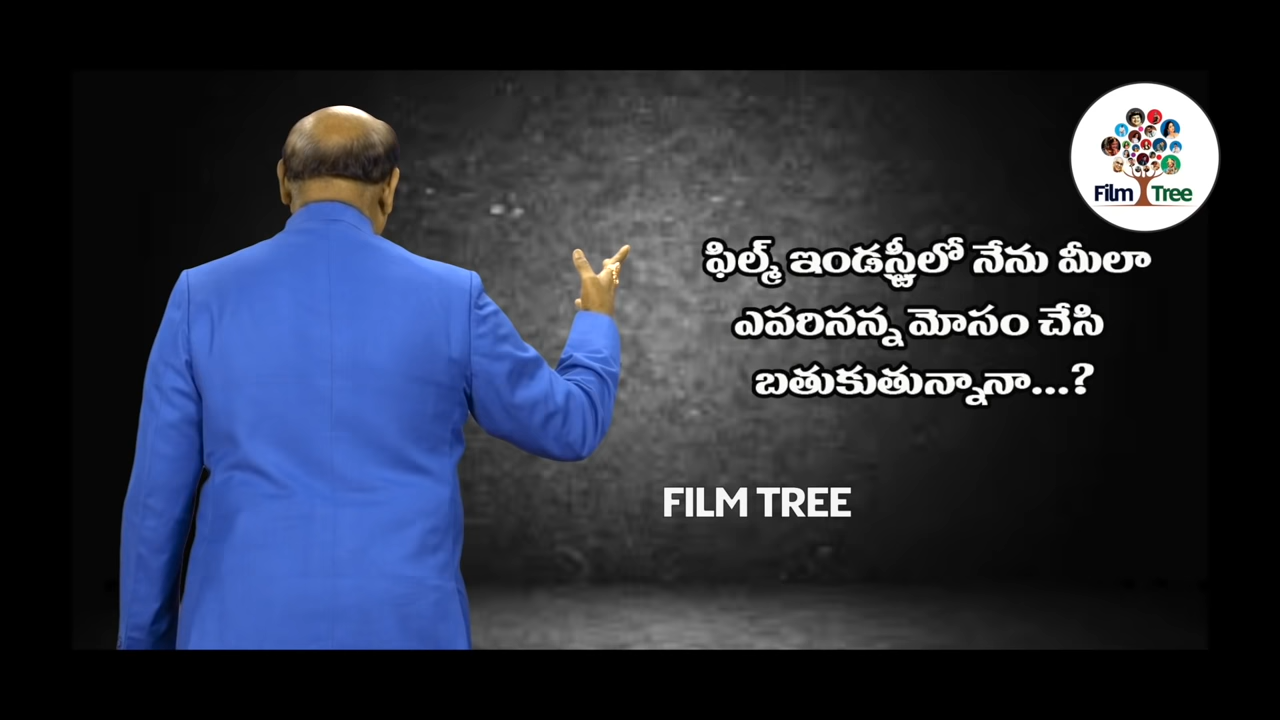 Film Tree
ఫిల్మ్ ఇండస్ట్రీలో నేను మీలా
ఎవరినన్న మోసం చేసి
బతుకుతున్నానా...?
FILM TREE